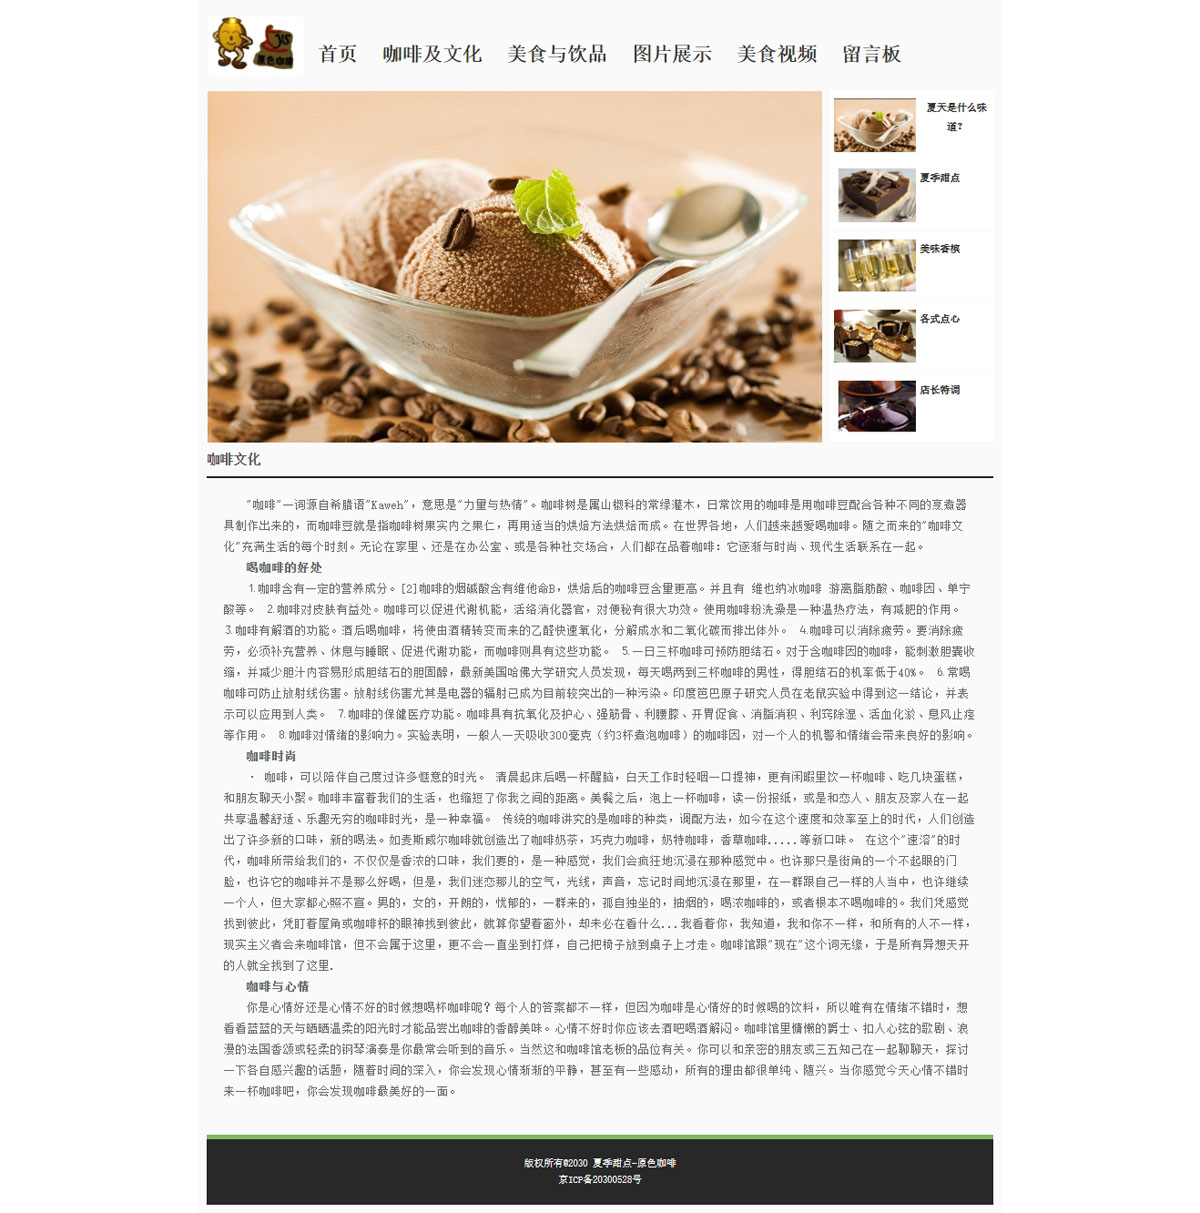 原色咖啡
首页 咖啡及文化 美食与饮品 图片展示 美食视频 留言板
夏天是什么味
道?
夏季甜点
美味香槟
各式点心
店长特调
咖啡文化
"咖啡"一词源自希腊语"Kaweh"，意思是"力量与热情"。咖啡树是属山椒科的常绿灌木，日常饮用的咖啡是用咖啡豆配合各种不同的烹煮器
具制作出来的，而咖啡豆就是指咖啡树果实内之果仁，再用适当的烘焙方法烘焙而成。在世界各地，人们越来越爱喝咖啡。随之而来的"咖啡文
化"充满生活的每个时刻。无论在家里、还是在办公室、或是各种社交场合，人们都在品着咖啡：它逐渐与时尚、现代生活联系在一起。
喝咖啡的好处
1.咖啡含有一定的营养成分。[2]咖啡的烟碱酸含有维他命B，烘焙后的咖啡豆含量更高。并且有 维也纳冰咖啡 游离脂肪酸、咖啡因、单宁
酸等。 2.咖啡对皮肤有益处。咖啡可以促进代谢机能，活络消化器官，对便秘有很大功效。使用咖啡粉洗澡是一种温热疗法，有减肥的作用。
3.咖啡有解酒的功能。酒后喝咖啡，将使由酒精转变而来的乙醛快速氧化，分解成水和二氧化碳而排出体外。 4.咖啡可以消除疲劳。要消除疲
劳，必须补充营养、休息与睡眠、促进代谢功能，而咖啡则具有这些功能。 5.一日三杯咖啡可预防胆结石。对于含咖啡因的咖啡，能刺激胆囊收
缩，并减少胆汁内容易形成胆结石的胆固醇，最新美国哈佛大学研究人员发现，每天喝两到三杯咖啡的男性，得胆结石的机率低于40%。 6.常喝
咖啡可防止放射线伤害。放射线伤害尤其是电器的辐射已成为目前较突出的一种污染。印度芭巴原子研究人员在老鼠实验中得到这一结论，并表
示可以应用到人类。 7.咖啡的保健医疗功能。咖啡具有抗氧化及护心、强筋骨、利腰膝、开胃促食、消脂消积、利窍除湿、活血化淤、息风止痉
等作用。 8.咖啡对情绪的影响力。实验表明，一般人一天吸收300毫克（约3杯煮泡咖啡）的咖啡因，对一个人的机警和情绪会带来良好的影响。
咖啡时尚
· 咖啡，可以陪伴自己度过许多惬意的时光。 清晨起床后喝一杯醒脑，白天工作时轻咽一口提神，更有闲暇里饮一杯咖啡、吃几块蛋糕，
和朋友聊天小聚。咖啡丰富着我们的生活，也缩短了你我之间的距离。美餐之后，泡上一杯咖啡，读一份报纸，或是和恋人、朋友及家人在一起
共享温馨舒适、乐趣无穷的咖啡时光，是一种幸福。 传统的咖啡讲究的是咖啡的种类，调配方法，如今在这个速度和效率至上的时代，人们创造
出了许多新的口味，新的喝法。如麦斯威尔咖啡就创造出了咖啡奶茶，巧克力咖啡，奶特咖啡，香草咖啡.....等新口味。 在这个"速溶"的时
代，咖啡所带给我们的，不仅仅是香浓的口味，我们要的，是一种感觉，我们会疯狂地沉浸在那种感觉中。也许那只是街角的一个不起眼的门
脸，也许它的咖啡并不是那么好喝，但是，我们迷恋那儿的空气，光线，声音，忘记时间地沉浸在那里，在一群跟自己一样的人当中，也许继续
一个人，但大家都心照不宣。男的，女的，开朗的，忧郁的，一群来的，孤自独坐的，抽烟的，喝浓咖啡的，或者根本不喝咖啡的。我们凭感觉
找到彼此，凭盯着屋角或咖啡杯的眼神找到彼此，就算你望着窗外，却未必在看什么...我看着你，我知道，我和你不一样，和所有的人不一样，
现实主义者会来咖啡馆，但不会属于这里，更不会一直坐到打烊，自己把椅子放到桌子上才走。咖啡馆跟"现在"这个词无缘，于是所有异想天开
的人就全找到了这里.
咖啡与心情
你是心情好还是心情不好的时候想喝杯咖啡呢？每个人的答案都不一样，但因为咖啡是心情好的时候喝的饮料，所以唯有在情绪不错时，想
看看蓝蓝的天与晒晒温柔的阳光时才能品尝出咖啡的香醇美味。心情不好时你应该去酒吧喝酒解闷。咖啡馆里慵懒的爵士、扣人心弦的歌剧、浪
漫的法国香颂或轻柔的钢琴演奏是你最常会听到的音乐。当然这和咖啡馆老板的品位有关。你可以和亲密的朋友或三五知己在一起聊聊天，探讨
一下各自感兴趣的话题，随着时间的深入，你会发现心情渐渐的平静，甚至有一些感动，所有的理由都很单纯、随兴。当你感觉今天心情不错时
来一杯咖啡吧，你会发现咖啡最美好的一面。
版权所有@2030 夏季甜点-原色咖啡
京ICP备20300528号